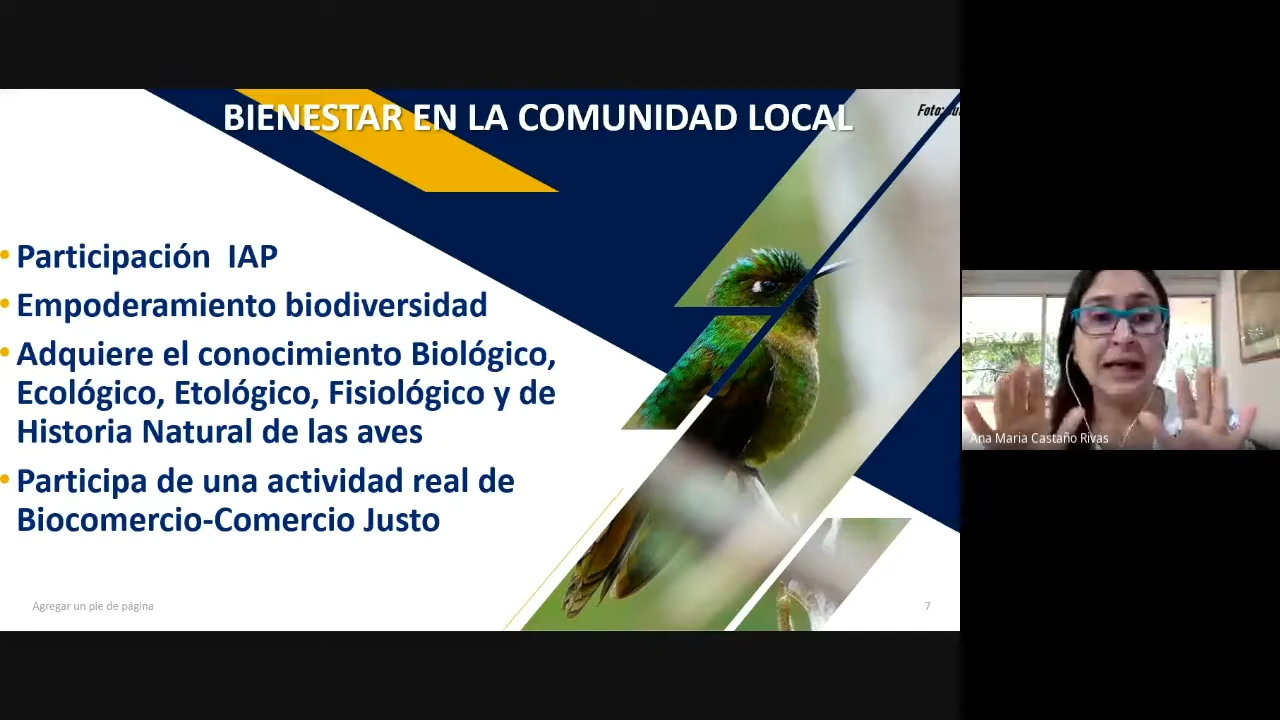 BIENESTAR EN LA COMUNIDAD LOCAL
Foto:
• Participación IAP
• Empoderamiento biodiversidad
• Adquiere el conocimiento Biológico,
Ecológico, Etológico, Fisiológico y de
Historia Natural de las aves
• Participa de una actividad real de
Biocomercio-Comercio Justo
Agregar un pie de página
7
Ana Maria Castaño Rivas